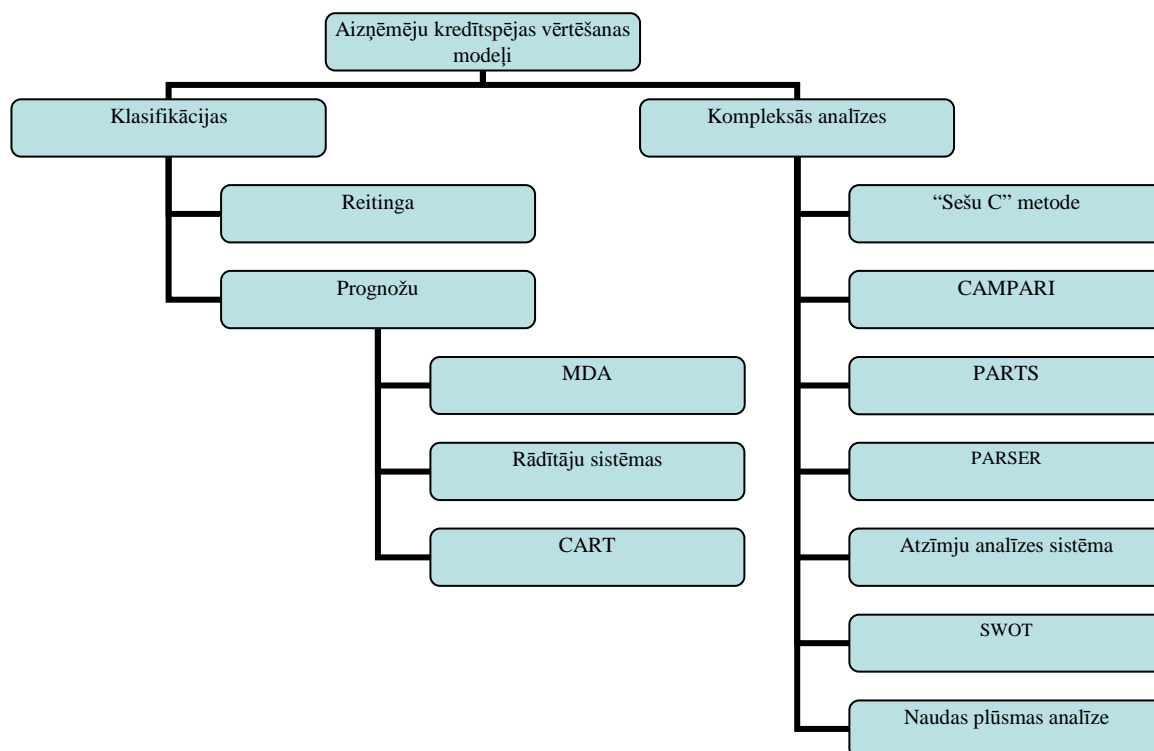 Aizņēmēju kredītspējas vērtēšanas
modeļi
Klasifikācijas
Kompleksās analīzes
Reitinga
“Sešu C” metode
Prognožu
CAMPARI
MDA
PARTS
Rādītāju sistēmas
PARSER
CART
Atzīmju analīzes sistēma
SWOT
Naudas plūsmas analīze